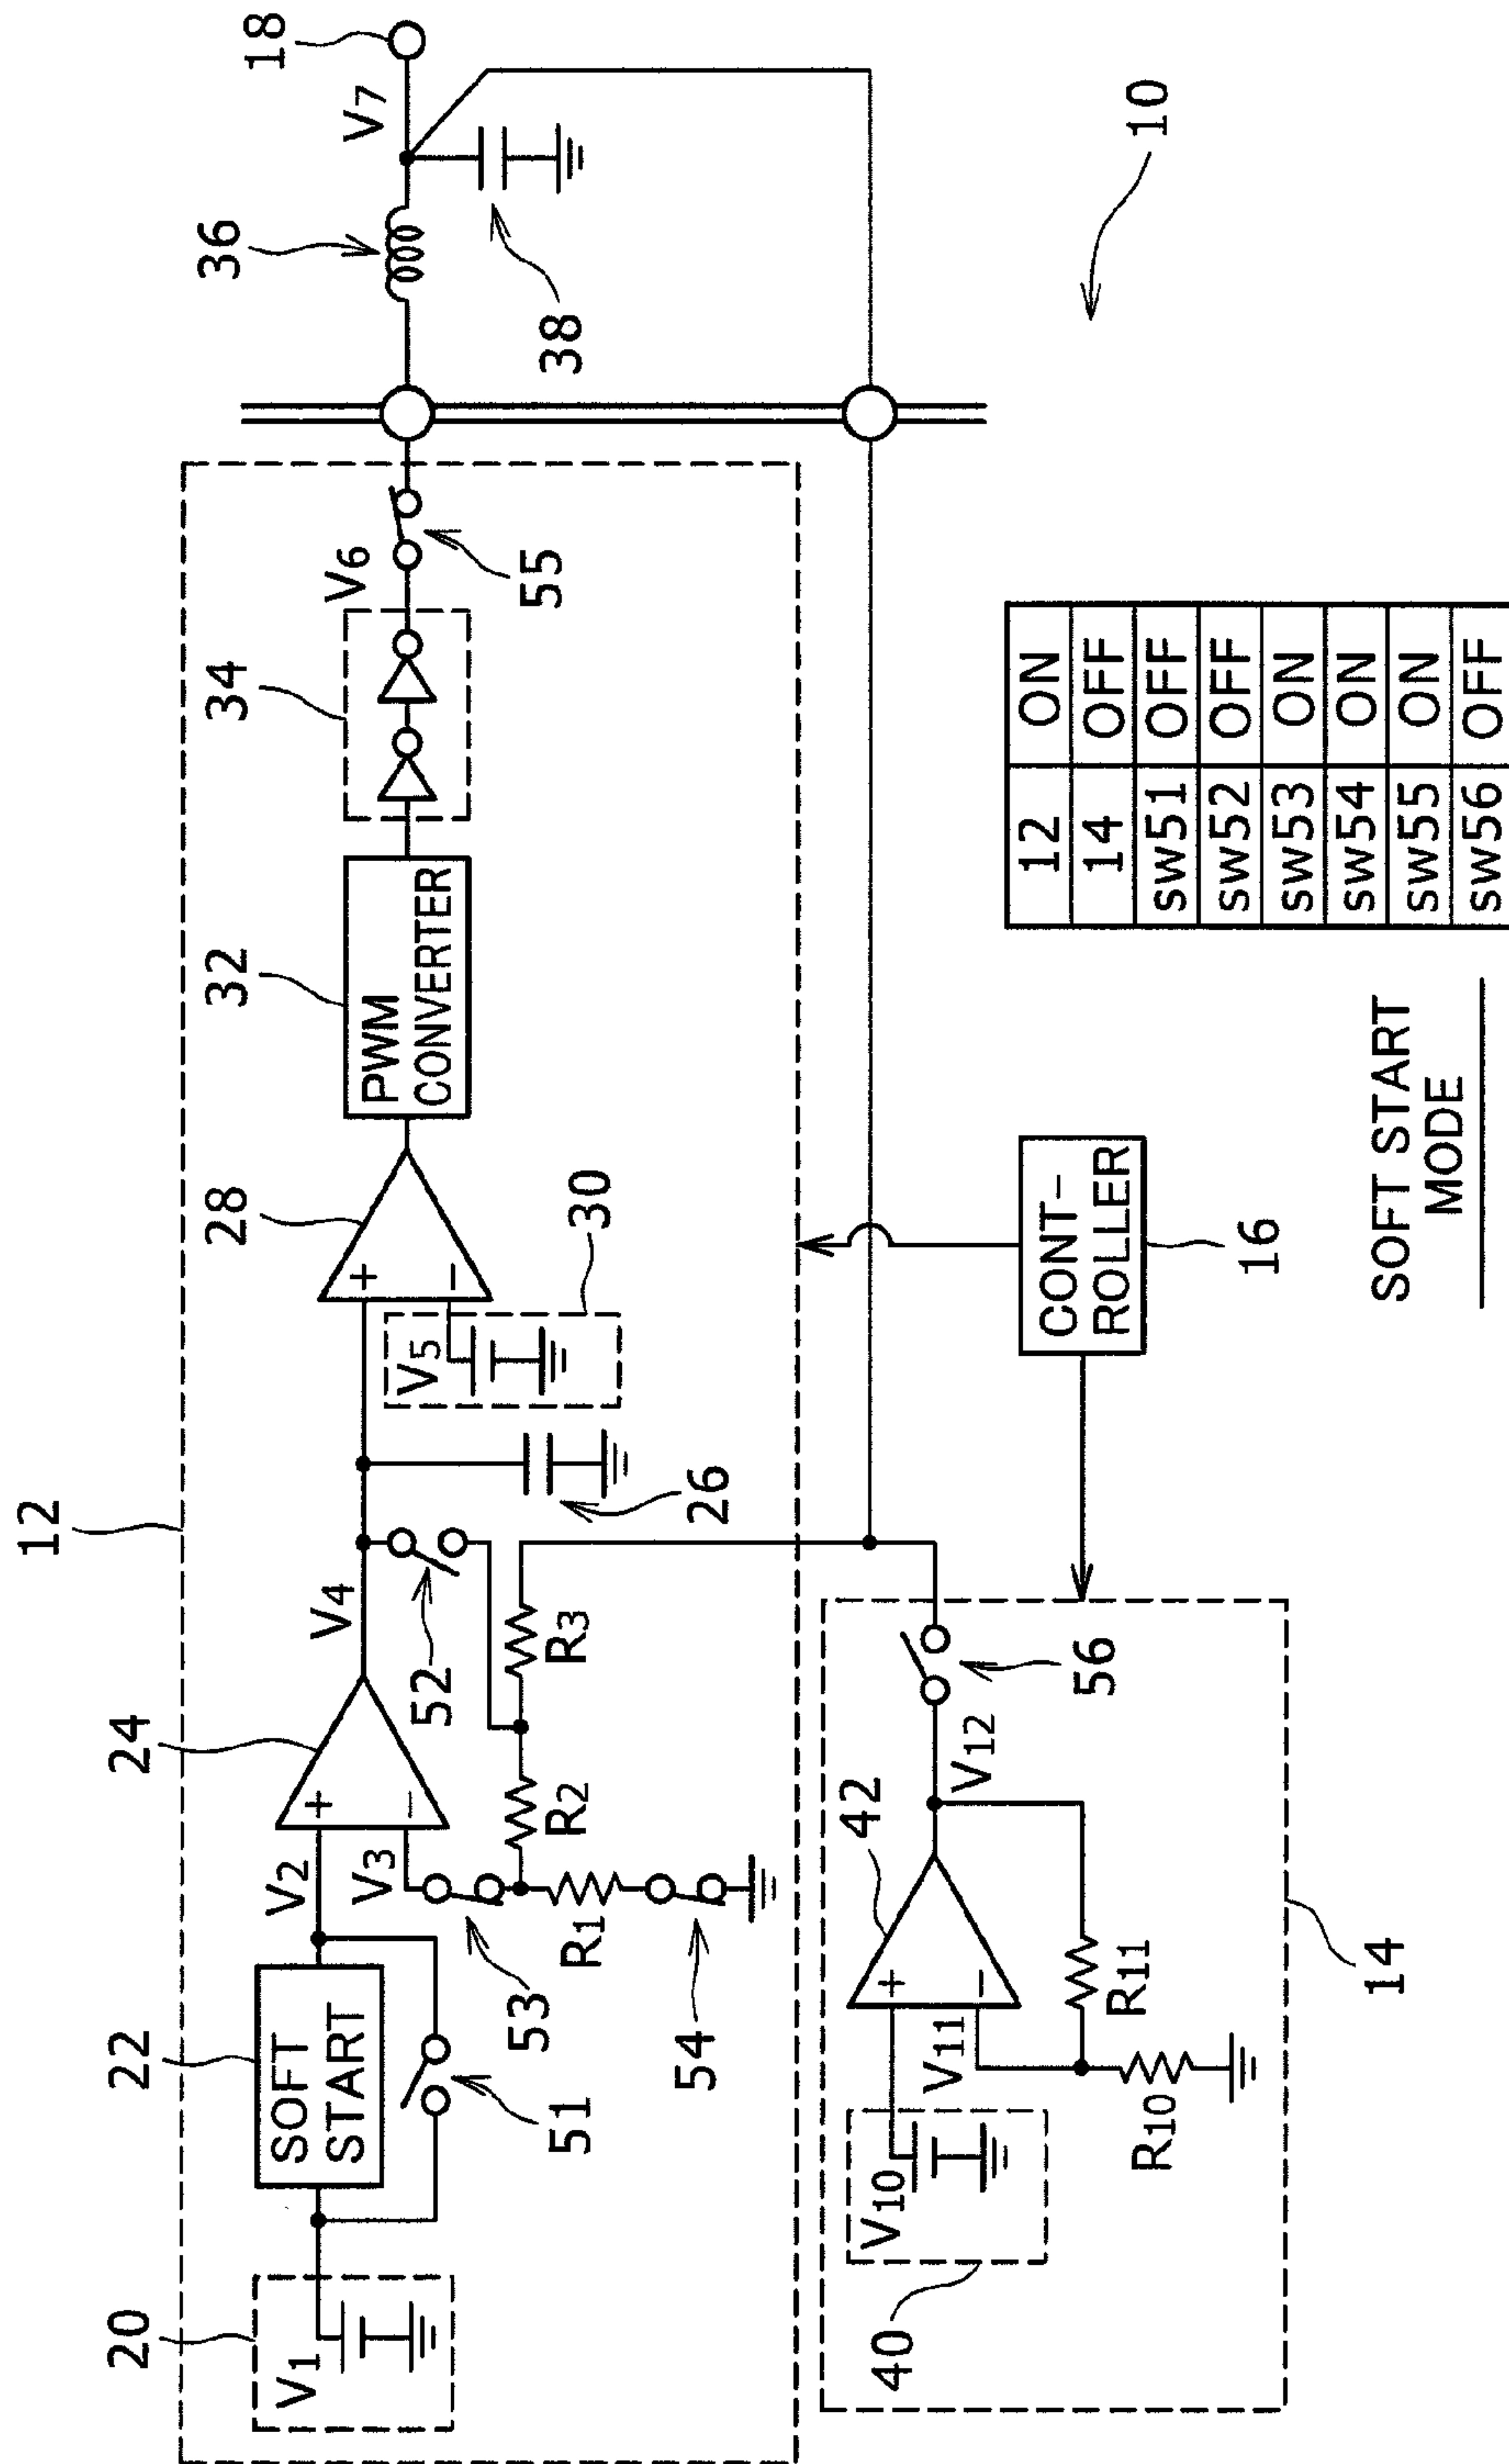 12
20
V1
22
SOFT
START
51
V2
V3
24
V4
53
R1
54
R2
R3
52
26
28
V5
30
32
PWM
CONVERTER
34
V6
55
36
38
V7
18
10
40
V10
V11
R10
R11
42
V12
56
14
CONT-
ROLLER
16
12 ON
14 OFF
sw51 OFF
sw52 OFF
sw53 ON
sw54 ON
sw55 ON
sw56 OFF
SOFT START
MODE